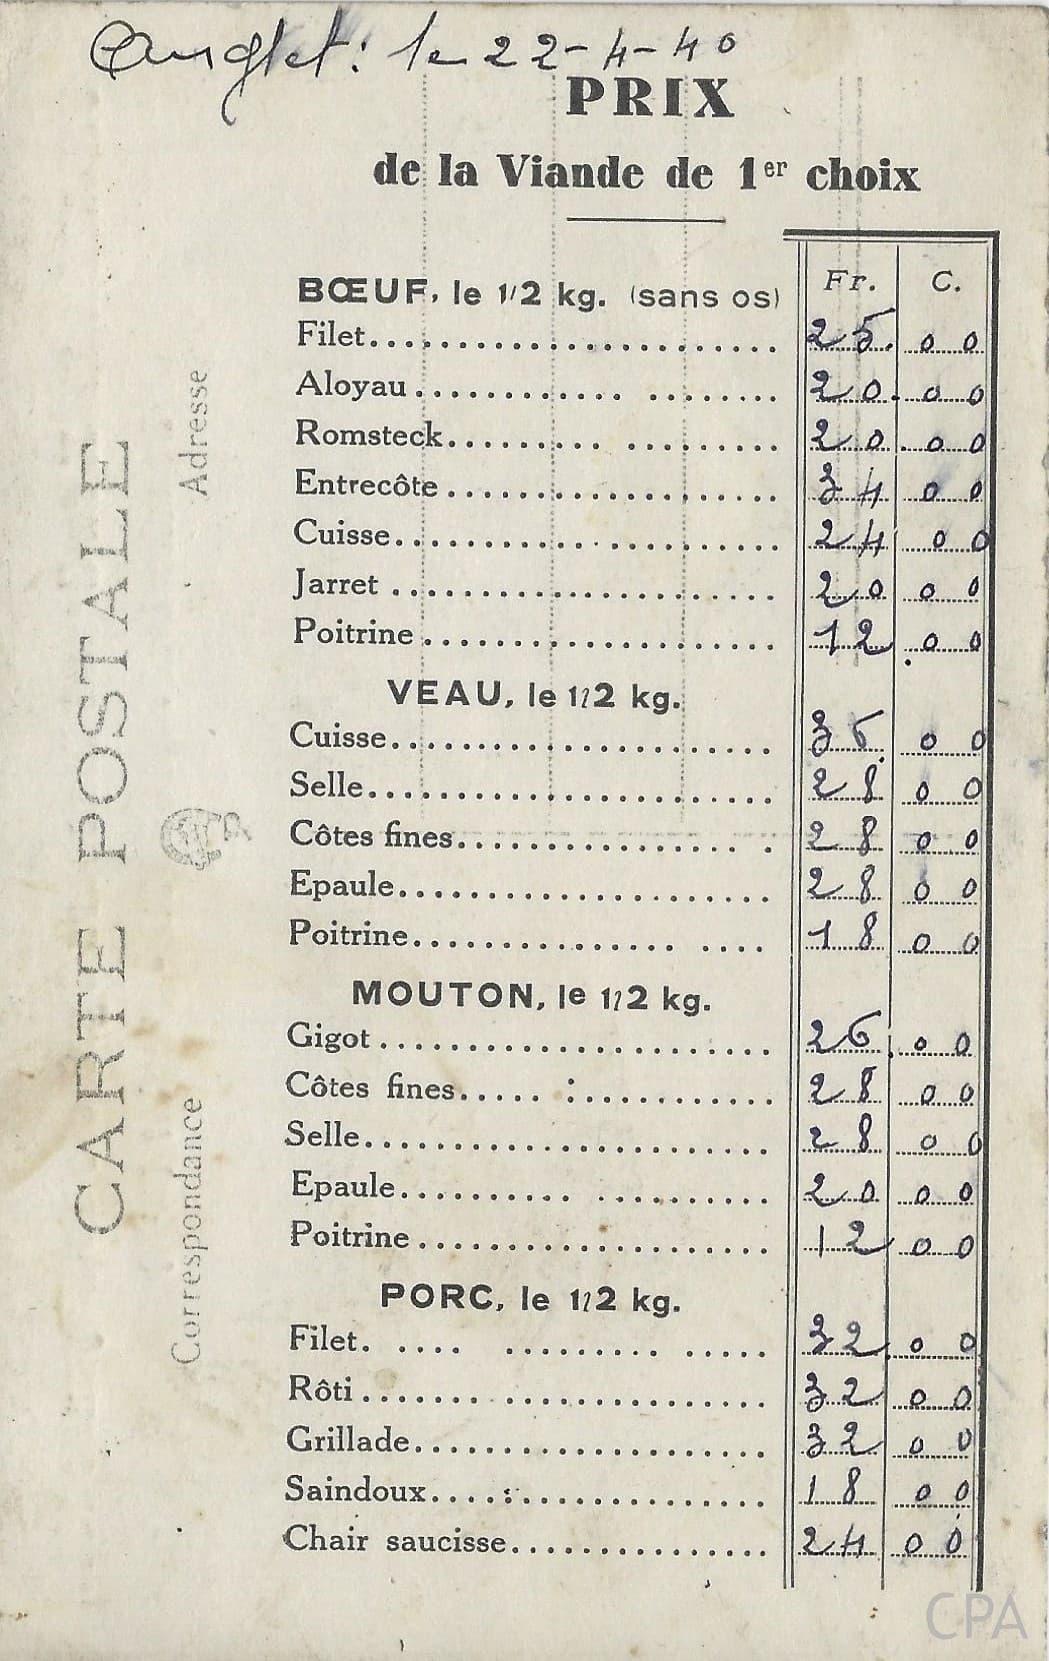 Anglet : le 22-4-40
PRIX
de la Viande de 1er choix
Fr. C.
BŒUF, le 1/2 kg. (sans os)
Filet 25. 00
Aloyau 20. 00
Romsteck 20. 00
Entrecôte 34 00
Cuisse 24 00
Jarret 20 00
Poitrine 12 00
VEAU, le 1/2 kg.
Cuisse 00
Selle 28 00
Côtes fines 28 00
Epaule 28 00
Poitrine 18 00
MOUTON, le 1/2 kg.
Gigot 26 00
Côtes fines 28 00
Selle 28 00
Epaule 20 00
Poitrine 12 00
PORC, le 1/2 kg.
Filet 32 00
Rôti 32 00
Grillade 32 00
Saindoux 18 00
Chair saucisse 24 00
CARTE POSTALE
Correspondance
Adresse
CPA